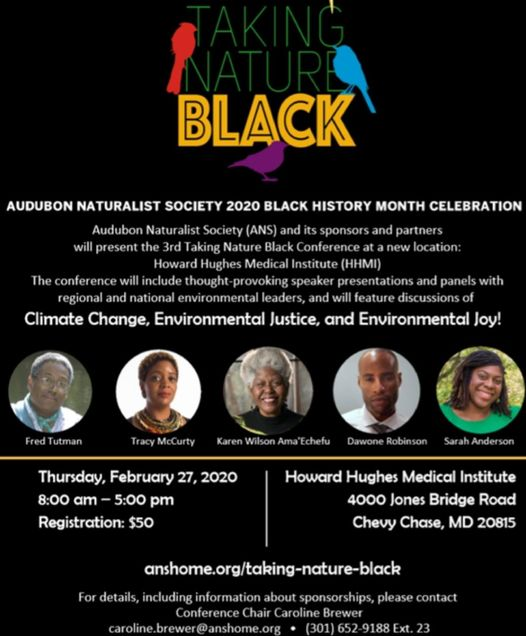 TAKING
NATURE
BLACK
AUDUBON NATURALIST SOCIETY 2020 BLACK HISTORY MONTH CELEBRATION
Audubon Naturalist Society (ANS) and its sponsors and partners
will present the 3rd Taking Nature Black Conference at a new location:
Howard Hughes Medical Institute (HHMI)
The conference will include thought-provoking speaker presentations and panels with
regional and national environmental leaders, and will feature discussions of
Climate Change, Environmental Justice, and Environmental Joy!
Fred Tutman Tracy McCurty Karen Wilson Ama'Echefu Dawone Robinson Sarah Anderson
Thursday, February 27, 2020
8:00 am – 5:00 pm
Registration: $50
Howard Hughes Medical Institute
4000 Jones Bridge Road
Chevy Chase, MD 20815
anshome.org/taking-nature-black
For details, including information about sponsorships, please contact
Conference Chair Caroline Brewer
caroline.brewer@anshome.org • (301) 652-9188 Ext. 23